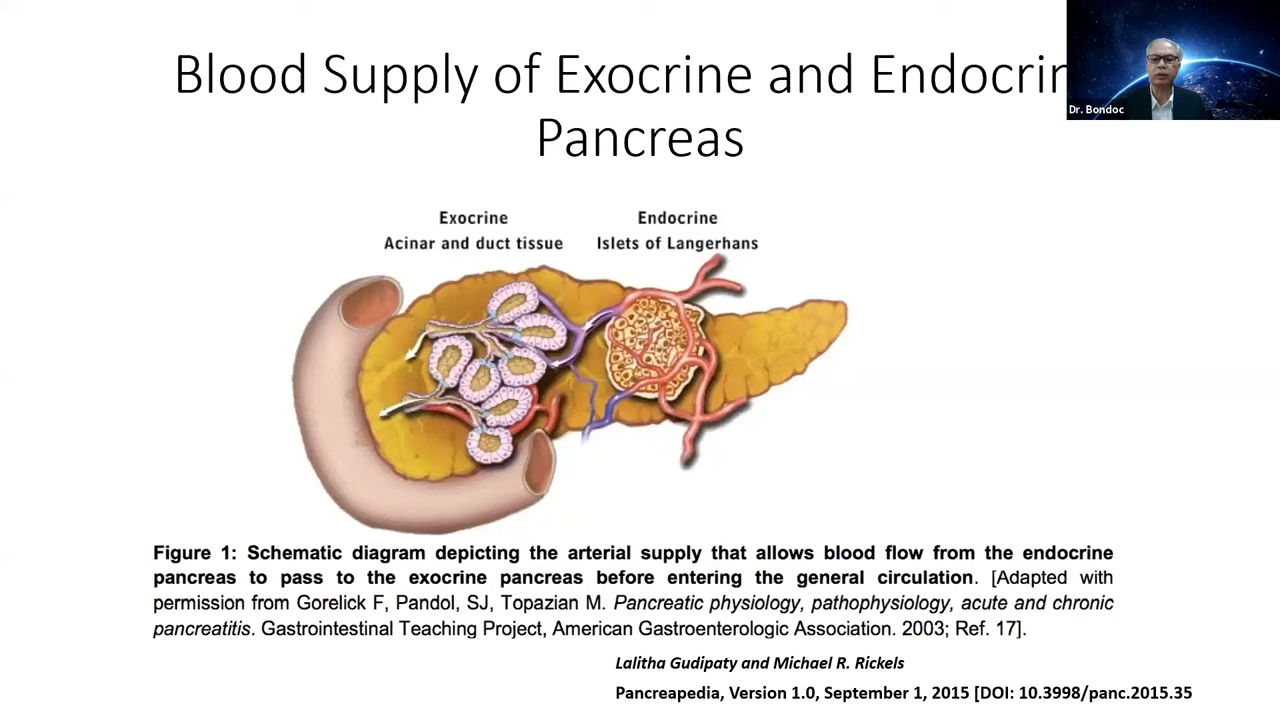 Blood Supply of Exocrine and Endocrin
Pancreas
Dr. Bondoc
Exocrine
Acinar and duct tissue
Endocrine
Islets of Langerhans
Figure 1: Schematic diagram depicting the arterial supply that allows blood flow from the endocrine
pancreas to pass to the exocrine pancreas before entering the general circulation. [Adapted with
permission from Gorelick F, Pandol, SJ, Topazian M. Pancreatic physiology, pathophysiology, acute and chronic
pancreatitis. Gastrointestinal Teaching Project, American Gastroenterologic Association. 2003; Ref. 17].
Lalitha Gudipaty and Michael R. Rickels
Pancreapedia, Version 1.0, September 1, 2015 [DOI: 10.3998/panc.2015.35